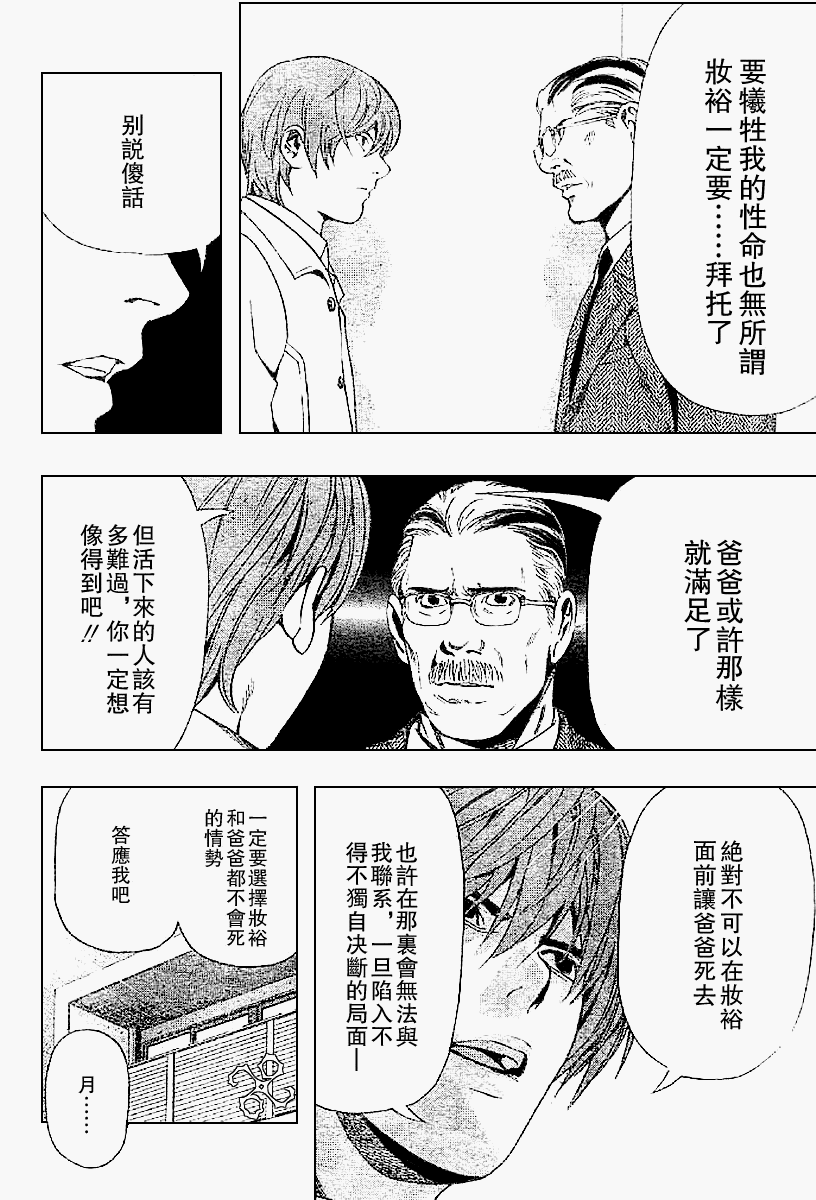 要犧牲我的性命也無所謂
妝裕一定要……拜托了
别説傻話
爸爸或許那樣
就滿足了
但活下來的人該有
多難過，你一定想
像得到吧!!
絶對不可以在妝裕
面前讓爸爸死去
也許在那裏會無法與
我聯系，一旦陷入不
得不獨自决斷的局面—
一定要選擇妝裕
和爸爸都不會死
的情勢
答應我吧
月……